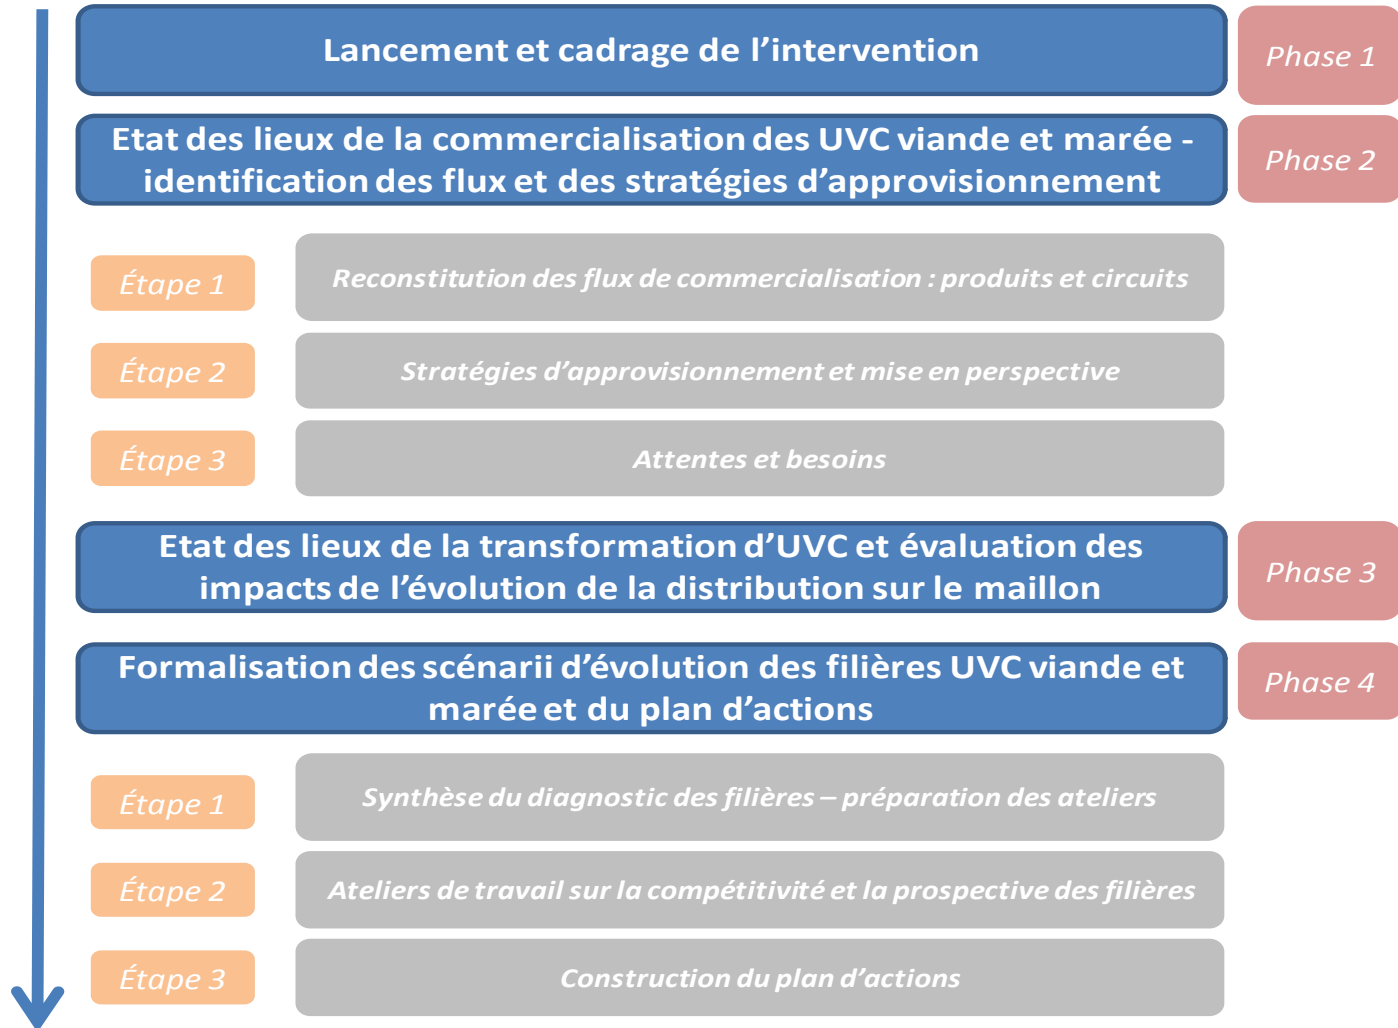 Lancement et cadrage de l’intervention
Phase 1
Etat des lieux de la commercialisation des UVC viande et marée -
identification des flux et des stratégies d’approvisionnement
Phase 2
Étape 1
Reconstitution des flux de commercialisation : produits et circuits
Étape 2
Stratégies d’approvisionnement et mise en perspective
Étape 3
Attentes et besoins
Etat des lieux de la transformation d’UVC et évaluation des
impacts de l’évolution de la distribution sur le maillon
Phase 3
Formalisation des scénarii d’évolution des filières UVC viande et
marée et du plan d’actions
Phase 4
Étape 1
Synthèse du diagnostic des filières – préparation des ateliers
Étape 2
Ateliers de travail sur la compétitivité et la prospective des filières
Étape 3
Construction du plan d’actions